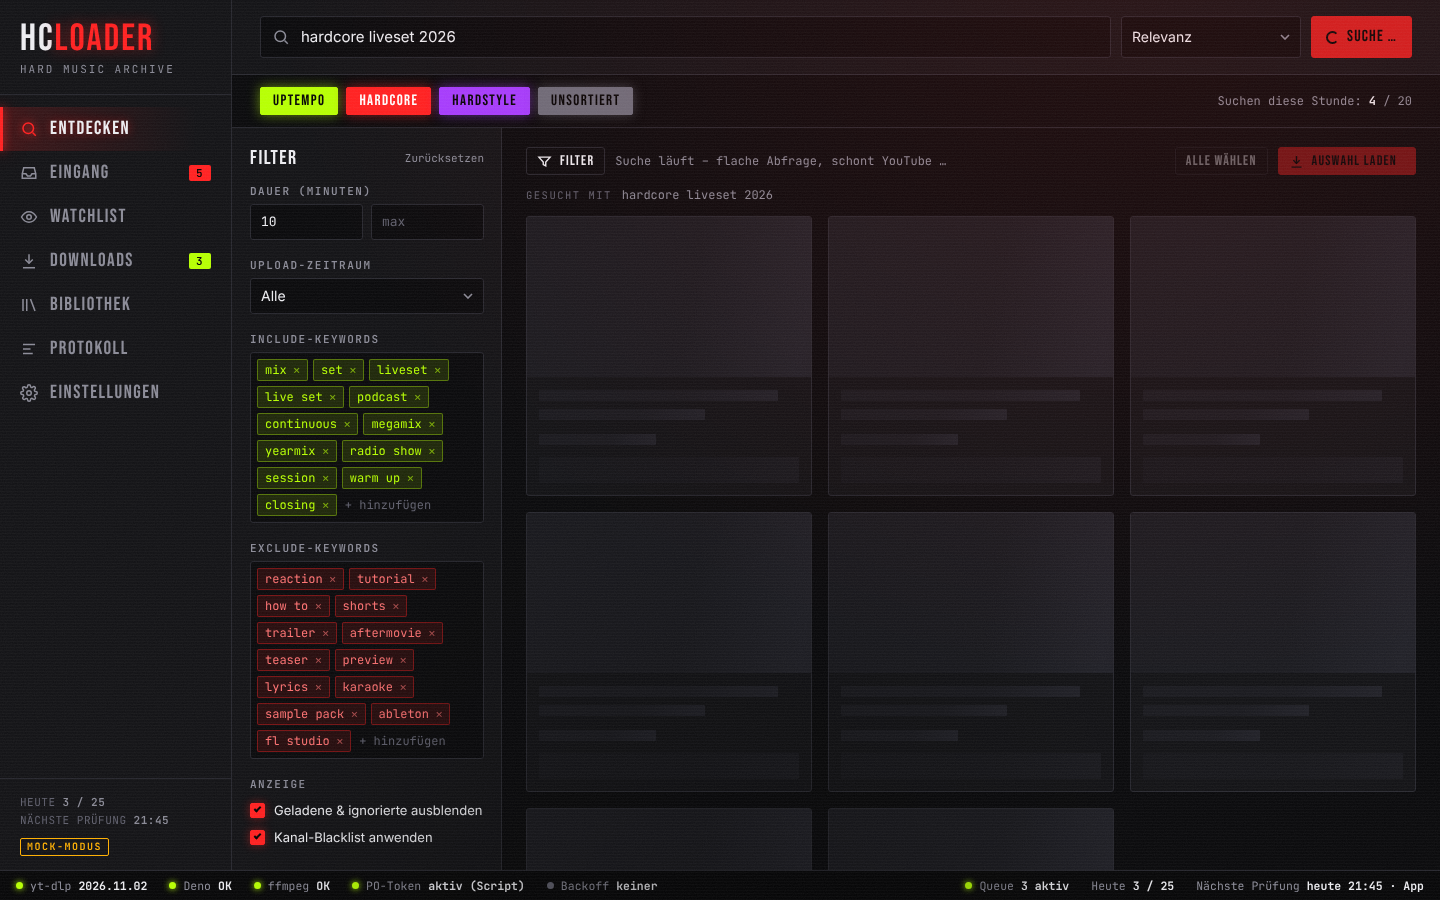 HCLOADER
HARD MUSIC ARCHIVE
ENTDECKEN
EINGANG 5
WATCHLIST
DOWNLOADS 3
BIBLIOTHEK
PROTOKOLL
EINSTELLUNGEN
HEUTE 3 / 25
NÄCHSTE PRÜFUNG 21:45
MOCK-MODUS
hardcore liveset 2026 Relevanz SUCHE …
UPTEMPO HARDCORE HARDSTYLE UNSORTIERT Suchen diese Stunde: 4 / 20
FILTER Zurücksetzen
DAUER (MINUTEN)
10 max
UPLOAD-ZEITRAUM
Alle
INCLUDE-KEYWORDS
mix × set × liveset ×
live set × podcast ×
continuous × megamix ×
yearmix × radio show ×
session × warm up ×
closing × + hinzufügen
EXCLUDE-KEYWORDS
reaction × tutorial ×
how to × shorts ×
trailer × aftermovie ×
teaser × preview ×
lyrics × karaoke ×
sample pack × ableton ×
fl studio × + hinzufügen
ANZEIGE
Geladene & ignorierte ausblenden
Kanal-Blacklist anwenden
FILTER Suche läuft – flache Abfrage, schont YouTube … ALLE WÄHLEN AUSWAHL LADEN
GESUCHT MIT hardcore liveset 2026
yt-dlp 2026.11.02 Deno OK ffmpeg OK PO-Token aktiv (Script) Backoff keiner Queue 3 aktiv Heute 3 / 25 Nächste Prüfung heute 21:45 · App